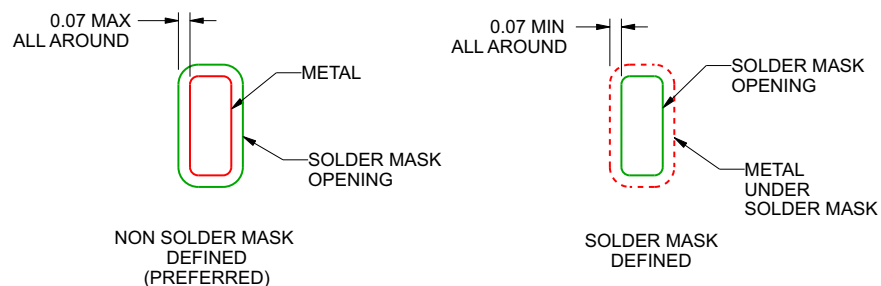 0.07 MAX
ALL AROUND
METAL
SOLDER MASK
OPENING
NON SOLDER MASK
DEFINED
(PREFERRED)
0.07 MIN
ALL AROUND
SOLDER MASK
OPENING
METAL
UNDER
SOLDER MASK
SOLDER MASK
DEFINED